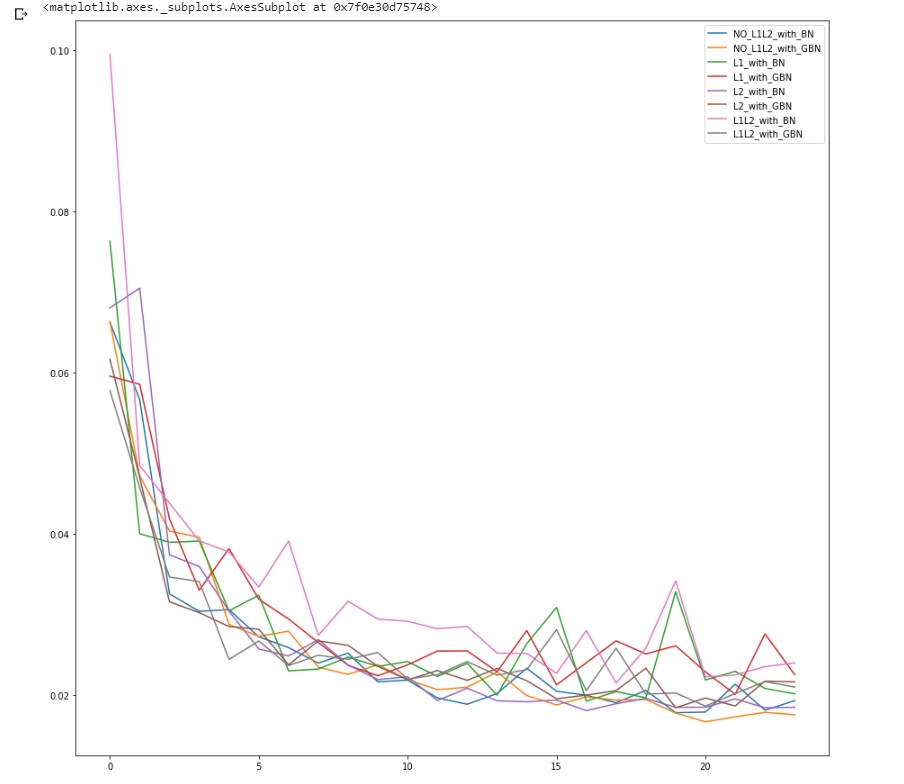 <matplotlib.axes._subplots.AxesSubplot at 0x7f0e30d75748>
0.10
0.08
0.06
0.04
0.02
0 5 10 15 20
NO_L1L2_with_BN
NO_L1L2_with_GBN
L1_with_BN
L1_with_GBN
L2_with_BN
L2_with_GBN
L1L2_with_BN
L1L2_with_GBN